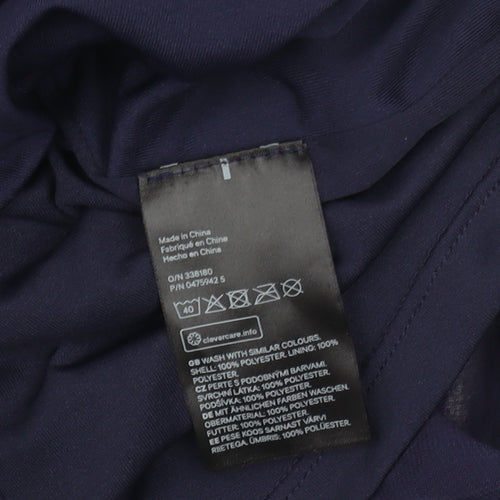 Made in China
Fabriqué en Chine
Hecho en China
O/N 338180
P/N 0475942 5
40
clevercare.info
GB WASH WITH SIMILAR COLOURS.
SHELL: 100% POLYESTER. LINING: 100%
POLYESTER.
CZ PERTE S PODOBNÝMI BARVAMI.
SVRCHNÍ LÁTKA: 100% POLYESTER.
PODŠÍVKA: 100% POLYESTER.
DE MIT ÄHNLICHEN FARBEN WASCHEN.
OBERMATERIAL: 100% POLYESTER.
FUTTER: 100% POLYESTER.
EE PESE KOOS SARNAST VÄRVI
RIIETEGA. ÜMBRIS: 100% POLÜESTER.